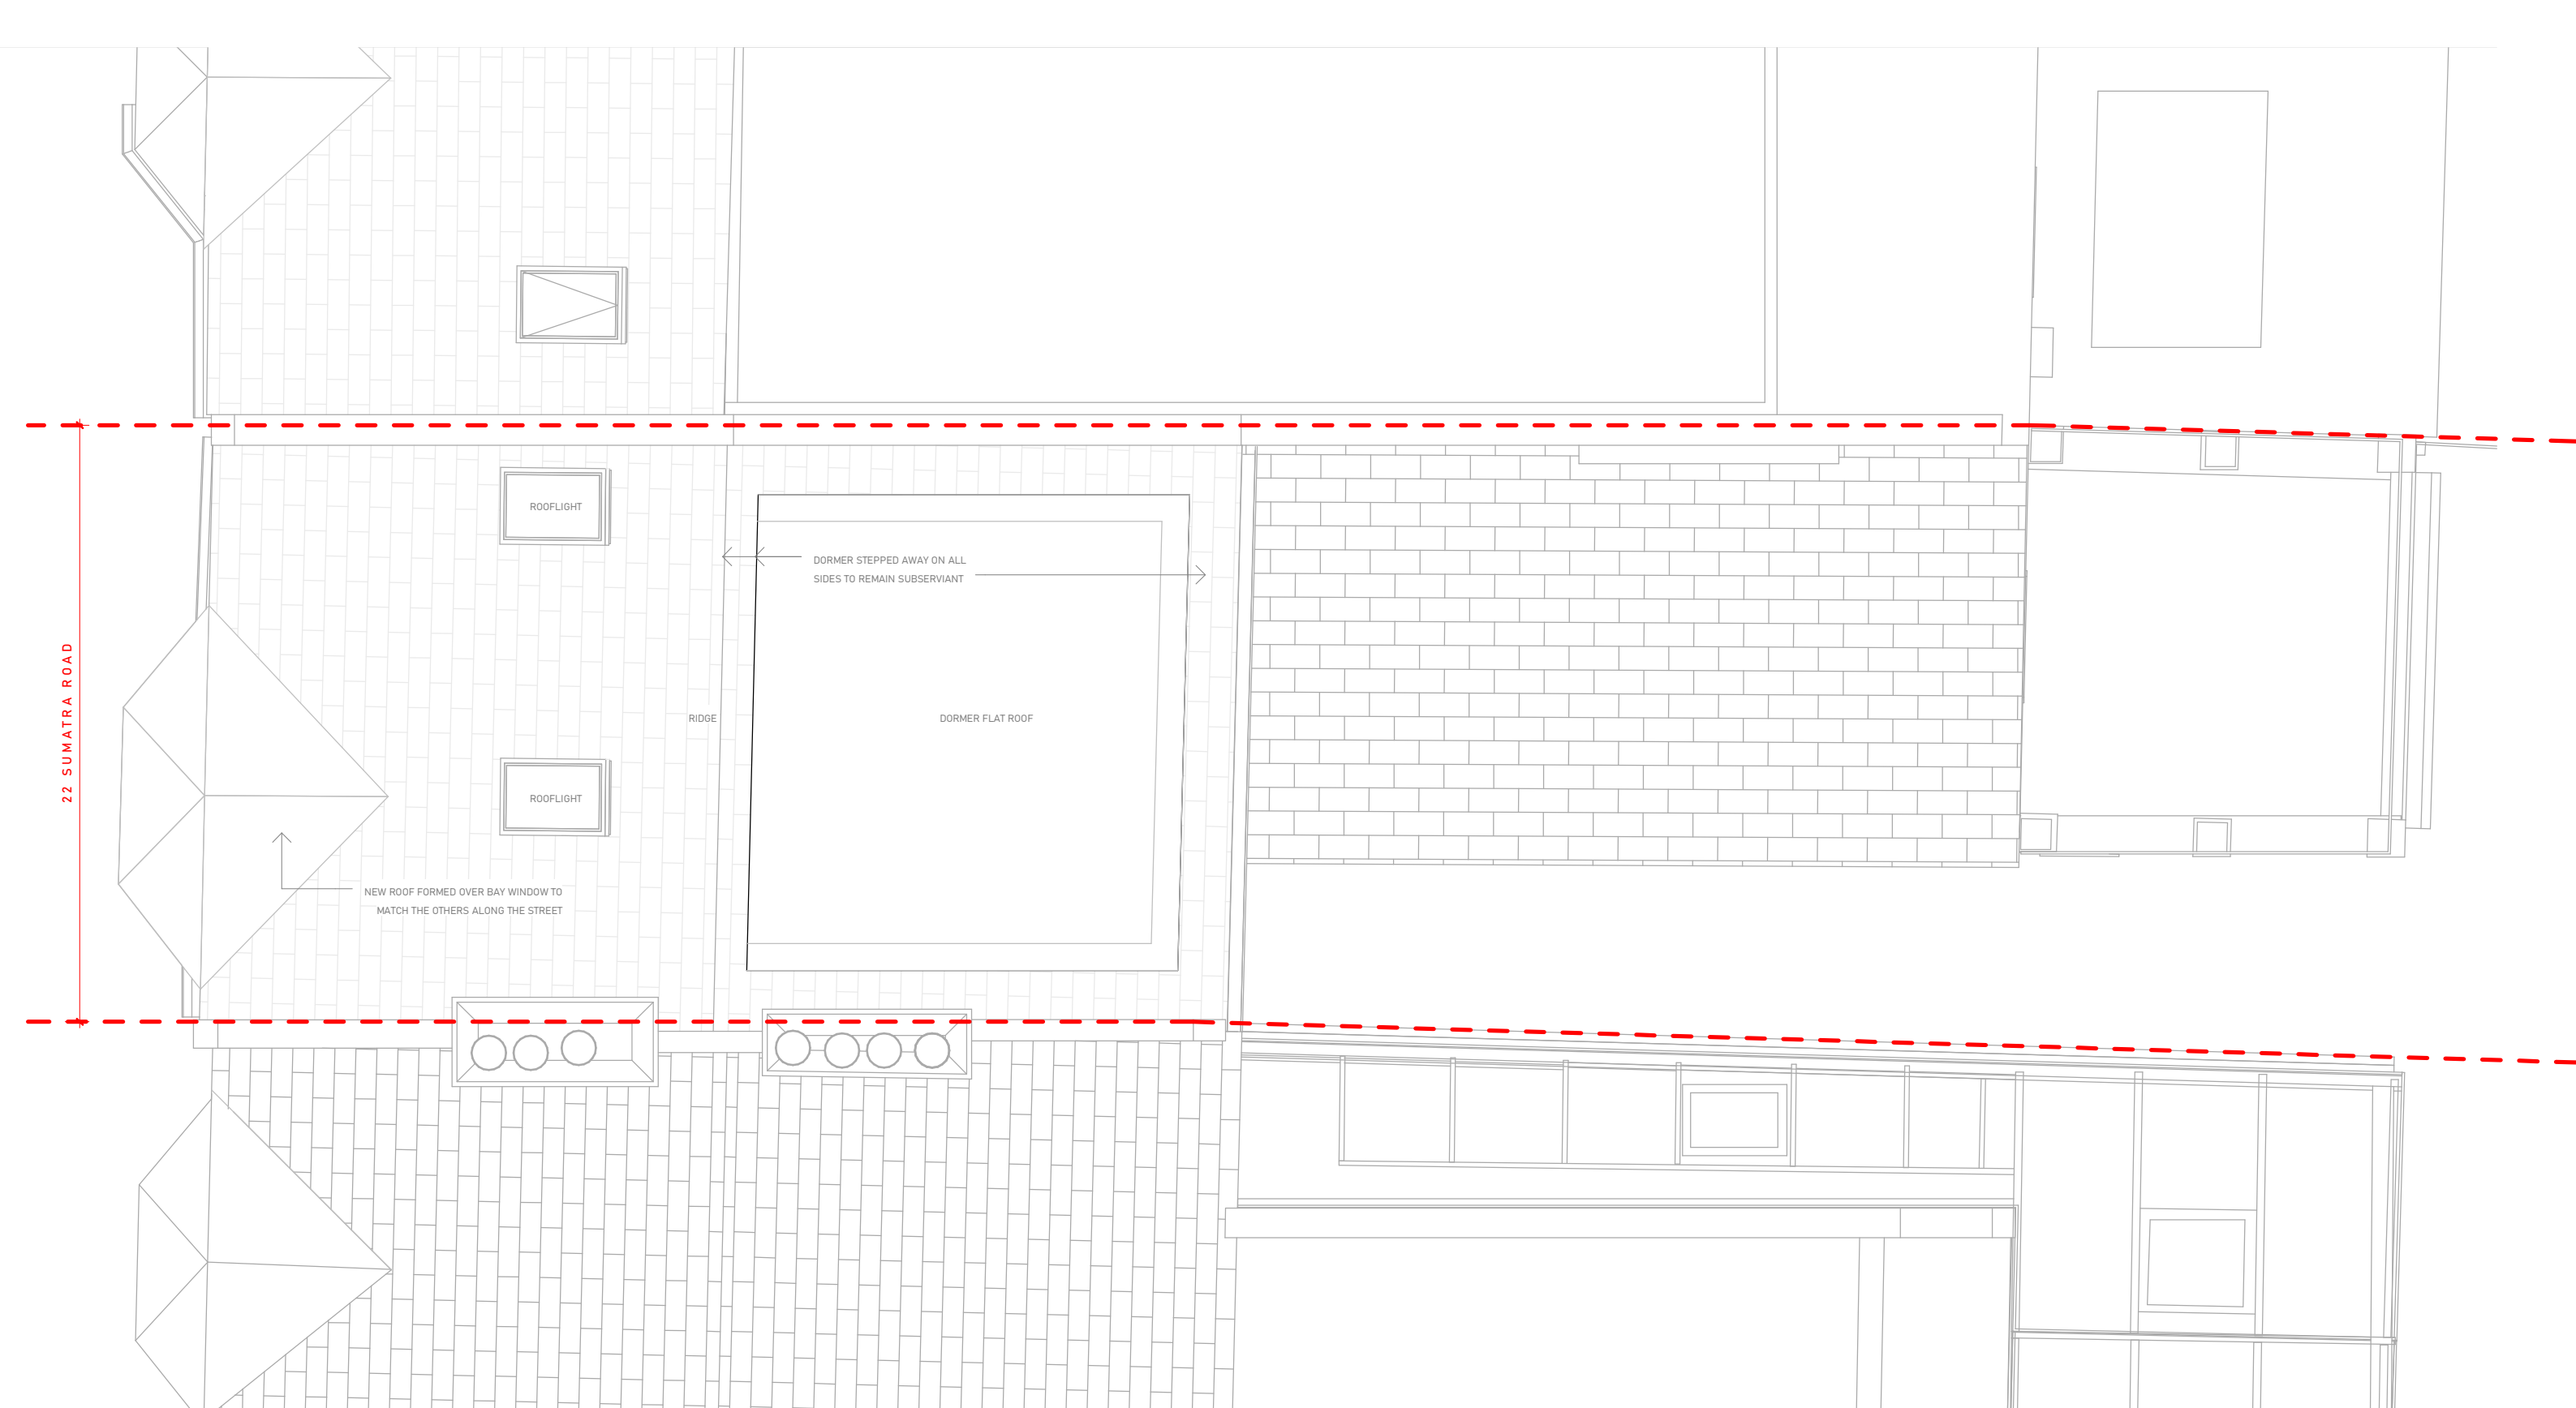 22 SUMATRA ROAD
ROOFLIGHT
DORMER STEPPED AWAY ON ALL
SIDES TO REMAIN SUBSERVIANT
RIDGE
DORMER FLAT ROOF
ROOFLIGHT
NEW ROOF FORMED OVER BAY WINDOW TO
MATCH THE OTHERS ALONG THE STREET